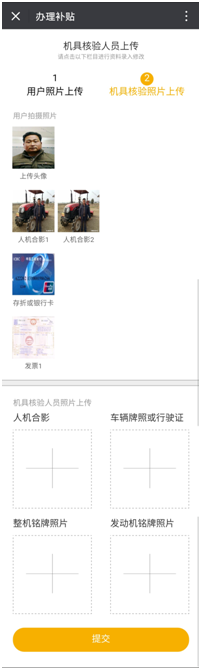 办理补贴
机具核验人员上传
请点击以下栏目进行资料录入修改
1
用户照片上传
2
机具核验照片上传
用户拍摄照片
上传头像
人机合影1
人机合影2
存折或银行卡
发票1
机具核验人员照片上传
人机合影
车辆牌照或行驶证
整机铭牌照片
发动机铭牌照片
提交